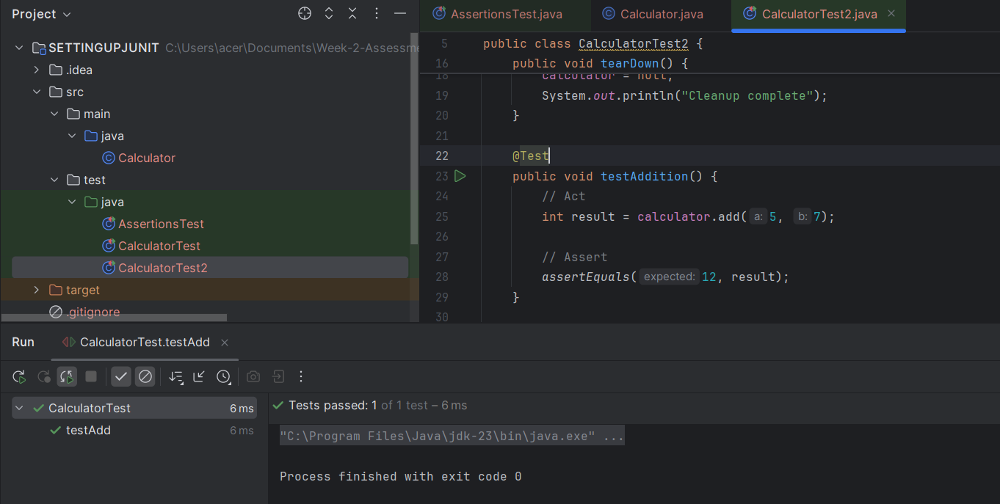 Project
SETTINGUPJUNIT C:\Users\acer\Documents\Week-2-Assessme
.idea
src
main
java
Calculator
test
java
AssertionsTest
CalculatorTest
CalculatorTest2
target
.gitignore
AssertionsTest.java Calculator.java CalculatorTest2.java
5 public class CalculatorTest2 {
16 public void tearDown() {
18 calculator = null;
19 System.out.println("Cleanup complete");
20 }
21
22 @Test
23 public void testAddition() {
24 // Act
25 int result = calculator.add( a: 5, b: 7);
26
27 // Assert
28 assertEquals( expected: 12, result);
29 }
30
Run CalculatorTest.testAdd
CalculatorTest 6 ms
testAdd 6 ms
Tests passed: 1 of 1 test – 6 ms
"C:\Program Files\Java\jdk-23\bin\java.exe" ...
Process finished with exit code 0